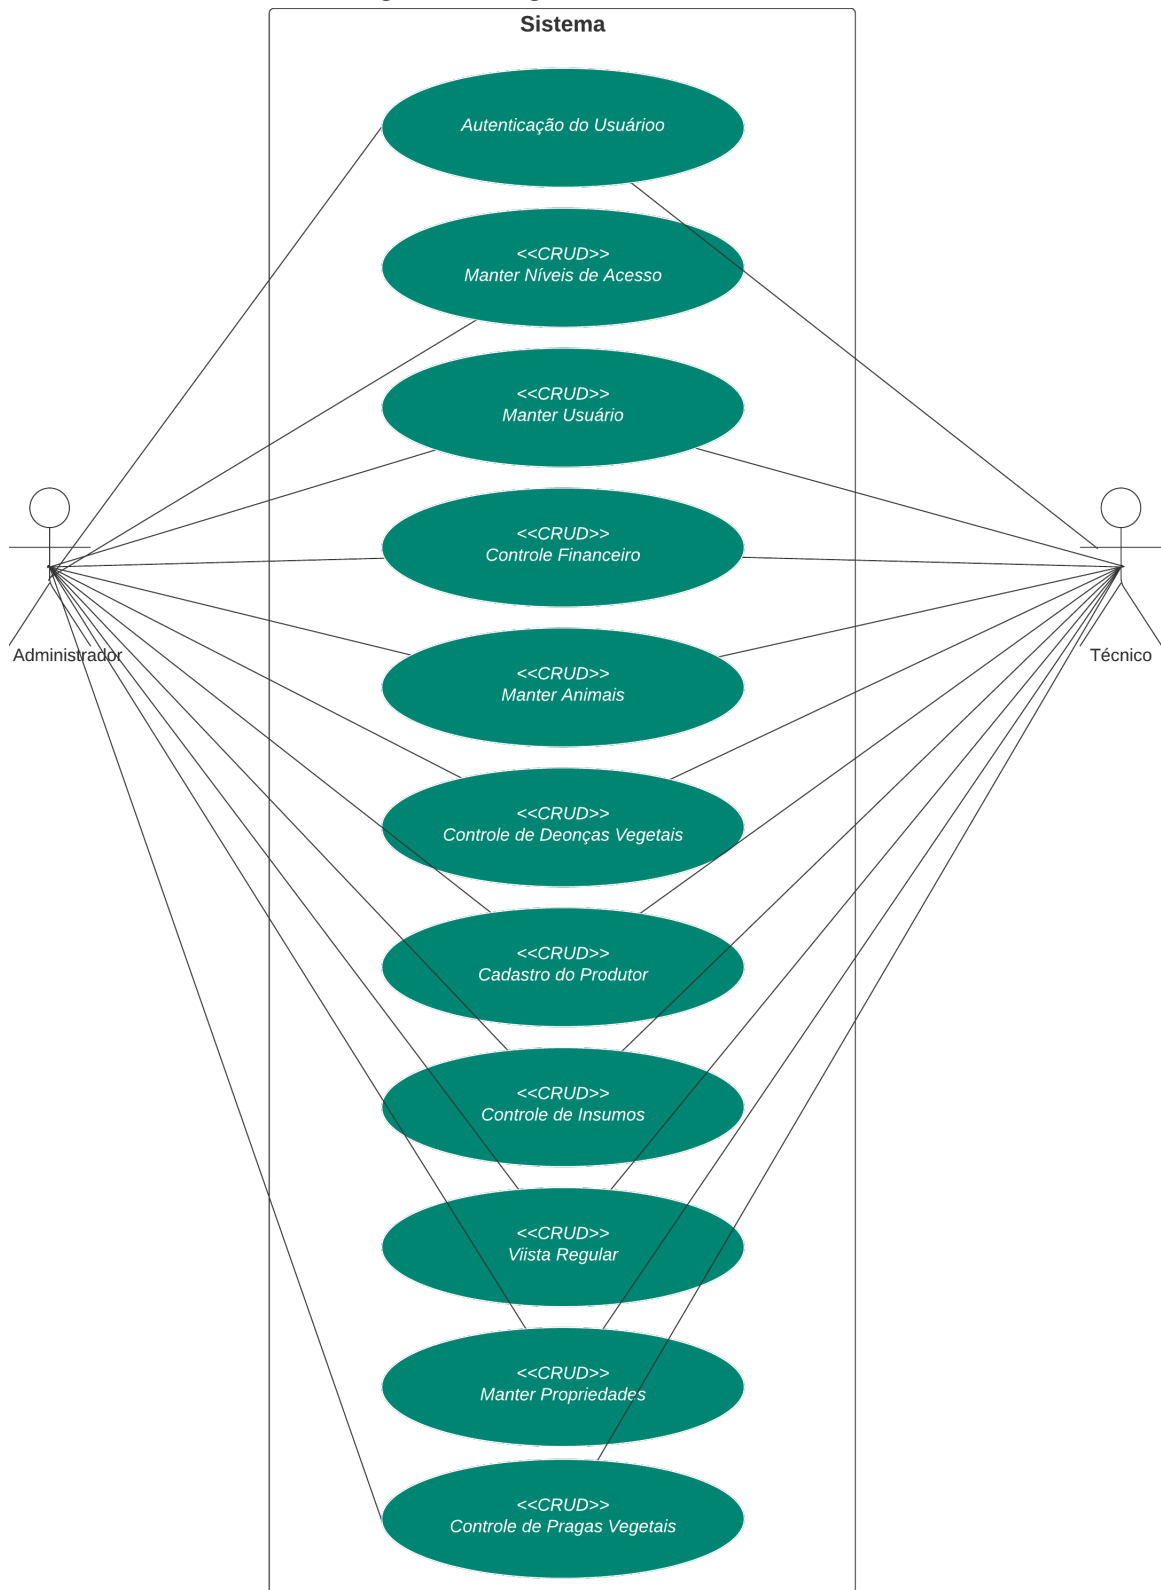 Sistema
Autenticação do Usuárioo
<<CRUD>>
Manter Níveis de Acesso
<<CRUD>>
Manter Usuário
<<CRUD>>
Controle Financeiro
<<CRUD>>
Manter Animais
Administrador
Técnico
<<CRUD>>
Controle de Deonças Vegetais
<<CRUD>>
Cadastro do Produtor
<<CRUD>>
Controle de Insumos
<<CRUD>>
Viista Regular
<<CRUD>>
Manter Propriedades
<<CRUD>>
Controle de Pragas Vegetais